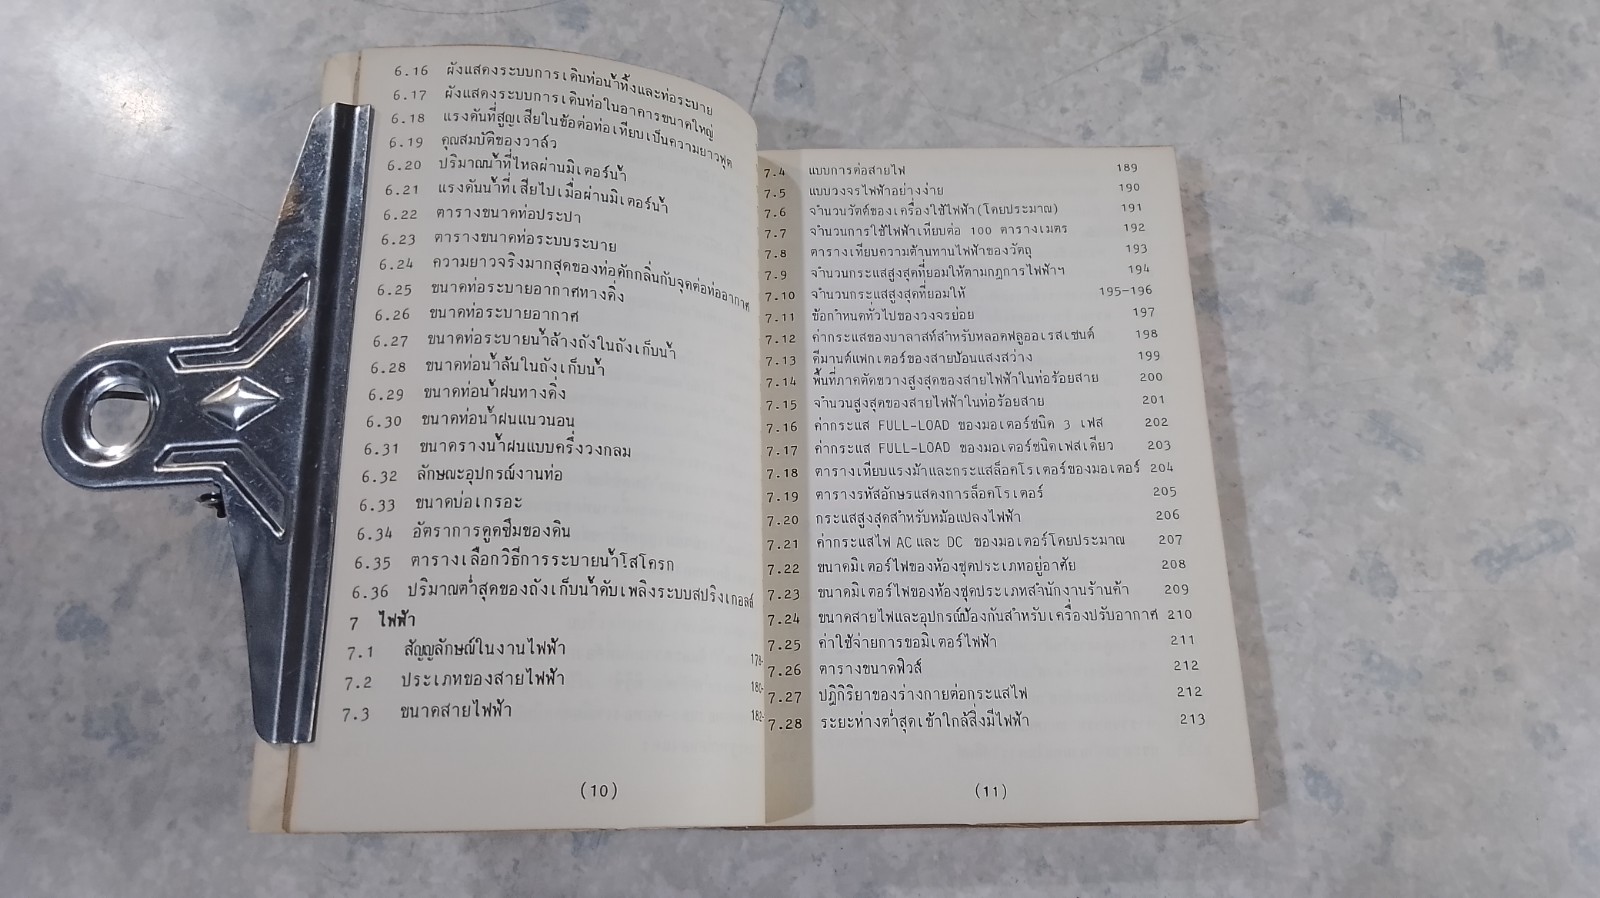 6.16 ผังแสดงระบบการเดินท่อน้ำทิ้งและท่อระบาย
6.17 ผังแสดงระบบการเดินท่อในอาคารขนาดใหญ่
6.18 แรงดันที่สูญเสียในข้อต่อท่อเทียบเป็นความยาวฟุต
6.19 คุณสมบัติของวาล์ว
6.20 ปริมาณน้ำที่ไหลผ่านมิเตอร์น้ำ
6.21 แรงดันน้ำที่เสียไปเมื่อผ่านมิเตอร์น้ำ
6.22 ตารางขนาดท่อประปา
6.23 ตารางขนาดท่อระบบระบาย
6.24 ความยาวจริงมากสุดของท่อดักกลิ่นกับจุดต่อท่ออากาศ
6.25 ขนาดท่อระบายอากาศทางดิ่ง
6.26 ขนาดท่อระบายอากาศ
6.27 ขนาดท่อระบายน้ำล้างถังในถังเก็บน้ำ
6.28 ขนาดท่อน้ำล้นในถังเก็บน้ำ
6.29 ขนาดท่อน้ำฝนทางดิ่ง
6.30 ขนาดท่อน้ำฝนแนวนอน
6.31 ขนาดรางน้ำฝนแบบครึ่งวงกลม
6.32 ลักษณะอุปกรณ์งานท่อ
6.33 ขนาดบ่อเกรอะ
6.34 อัตราการดูดซึมของดิน
6.35 ตารางเลือกวิธีการระบายน้ำโสโครก
6.36 ปริมาณต่ำสุดของถังเก็บน้ำดับเพลิงระบบสปริงเกอลส์
7 ไฟฟ้า
7.1 สัญญลักษณ์ในงานไฟฟ้า 178-
7.2 ประเภทของสายไฟฟ้า 180-
7.3 ขนาดสายไฟฟ้า 182-
(10)
7.4 แบบการต่อสายไฟ 189
7.5 แบบวงจรไฟฟ้าอย่างง่าย 190
7.6 จำนวนวัตต์ของเครื่องใช้ไฟฟ้า(โดยประมาณ) 191
7.7 จำนวนการใช้ไฟฟ้าเทียบต่อ 100 ตารางเมตร 192
7.8 ตารางเทียบความต้านทานไฟฟ้าของวัตถุ 193
7.9 จำนวนกระแสสูงสุดที่ยอมให้ตามกฎการไฟฟ้าฯ 194
7.10 จำนวนกระแสสูงสุดที่ยอมให้ 195-196
7.11 ข้อกำหนดทั่วไปของวงจรย่อย 197
7.12 ค่ากระแสของบาลาสท์สำหรับหลอดฟลูออเรสเซนต์ 198
7.13 ดีมานด์แฟกเตอร์ของสายป้อนแสงสว่าง 199
7.14 พื้นที่ภาคตัดขวางสูงสุดของสายไฟฟ้าในท่อร้อยสาย 200
7.15 จำนวนสูงสุดของสายไฟฟ้าในท่อร้อยสาย 201
7.16 ค่ากระแส FULL-LOAD ของมอเตอร์ชนิด 3 เฟส 202
7.17 ค่ากระแส FULL-LOAD ของมอเตอร์ชนิดเฟสเดียว 203
7.18 ตารางเทียบแรงม้าและกระแสล็อคโรเตอร์ของมอเตอร์ 204
7.19 ตารางรหัสอักษรแสดงการล็อคโรเตอร์ 205
7.20 กระแสสูงสุดสำหรับหม้อแปลงไฟฟ้า 206
7.21 ค่ากระแสไฟ AC และ DC ของมอเตอร์โดยประมาณ 207
7.22 ขนาดมิเตอร์ไฟของห้องชุดประเภทอยู่อาศัย 208
7.23 ขนาดมิเตอร์ไฟของห้องชุดประเภทสำนักงานร้านค้า 209
7.24 ขนาดสายไฟและอุปกรณ์ป้องกันสำหรับเครื่องปรับอากาศ 210
7.25 ค่าใช้จ่ายการขอมิเตอร์ไฟฟ้า 211
7.26 ตารางขนาดฟิวส์ 212
7.27 ปฎิกิริยาของร่างกายต่อกระแสไฟ 212
7.28 ระยะห่างต่ำสุดเข้าใกล้สิ่งมีไฟฟ้า 213
(11)